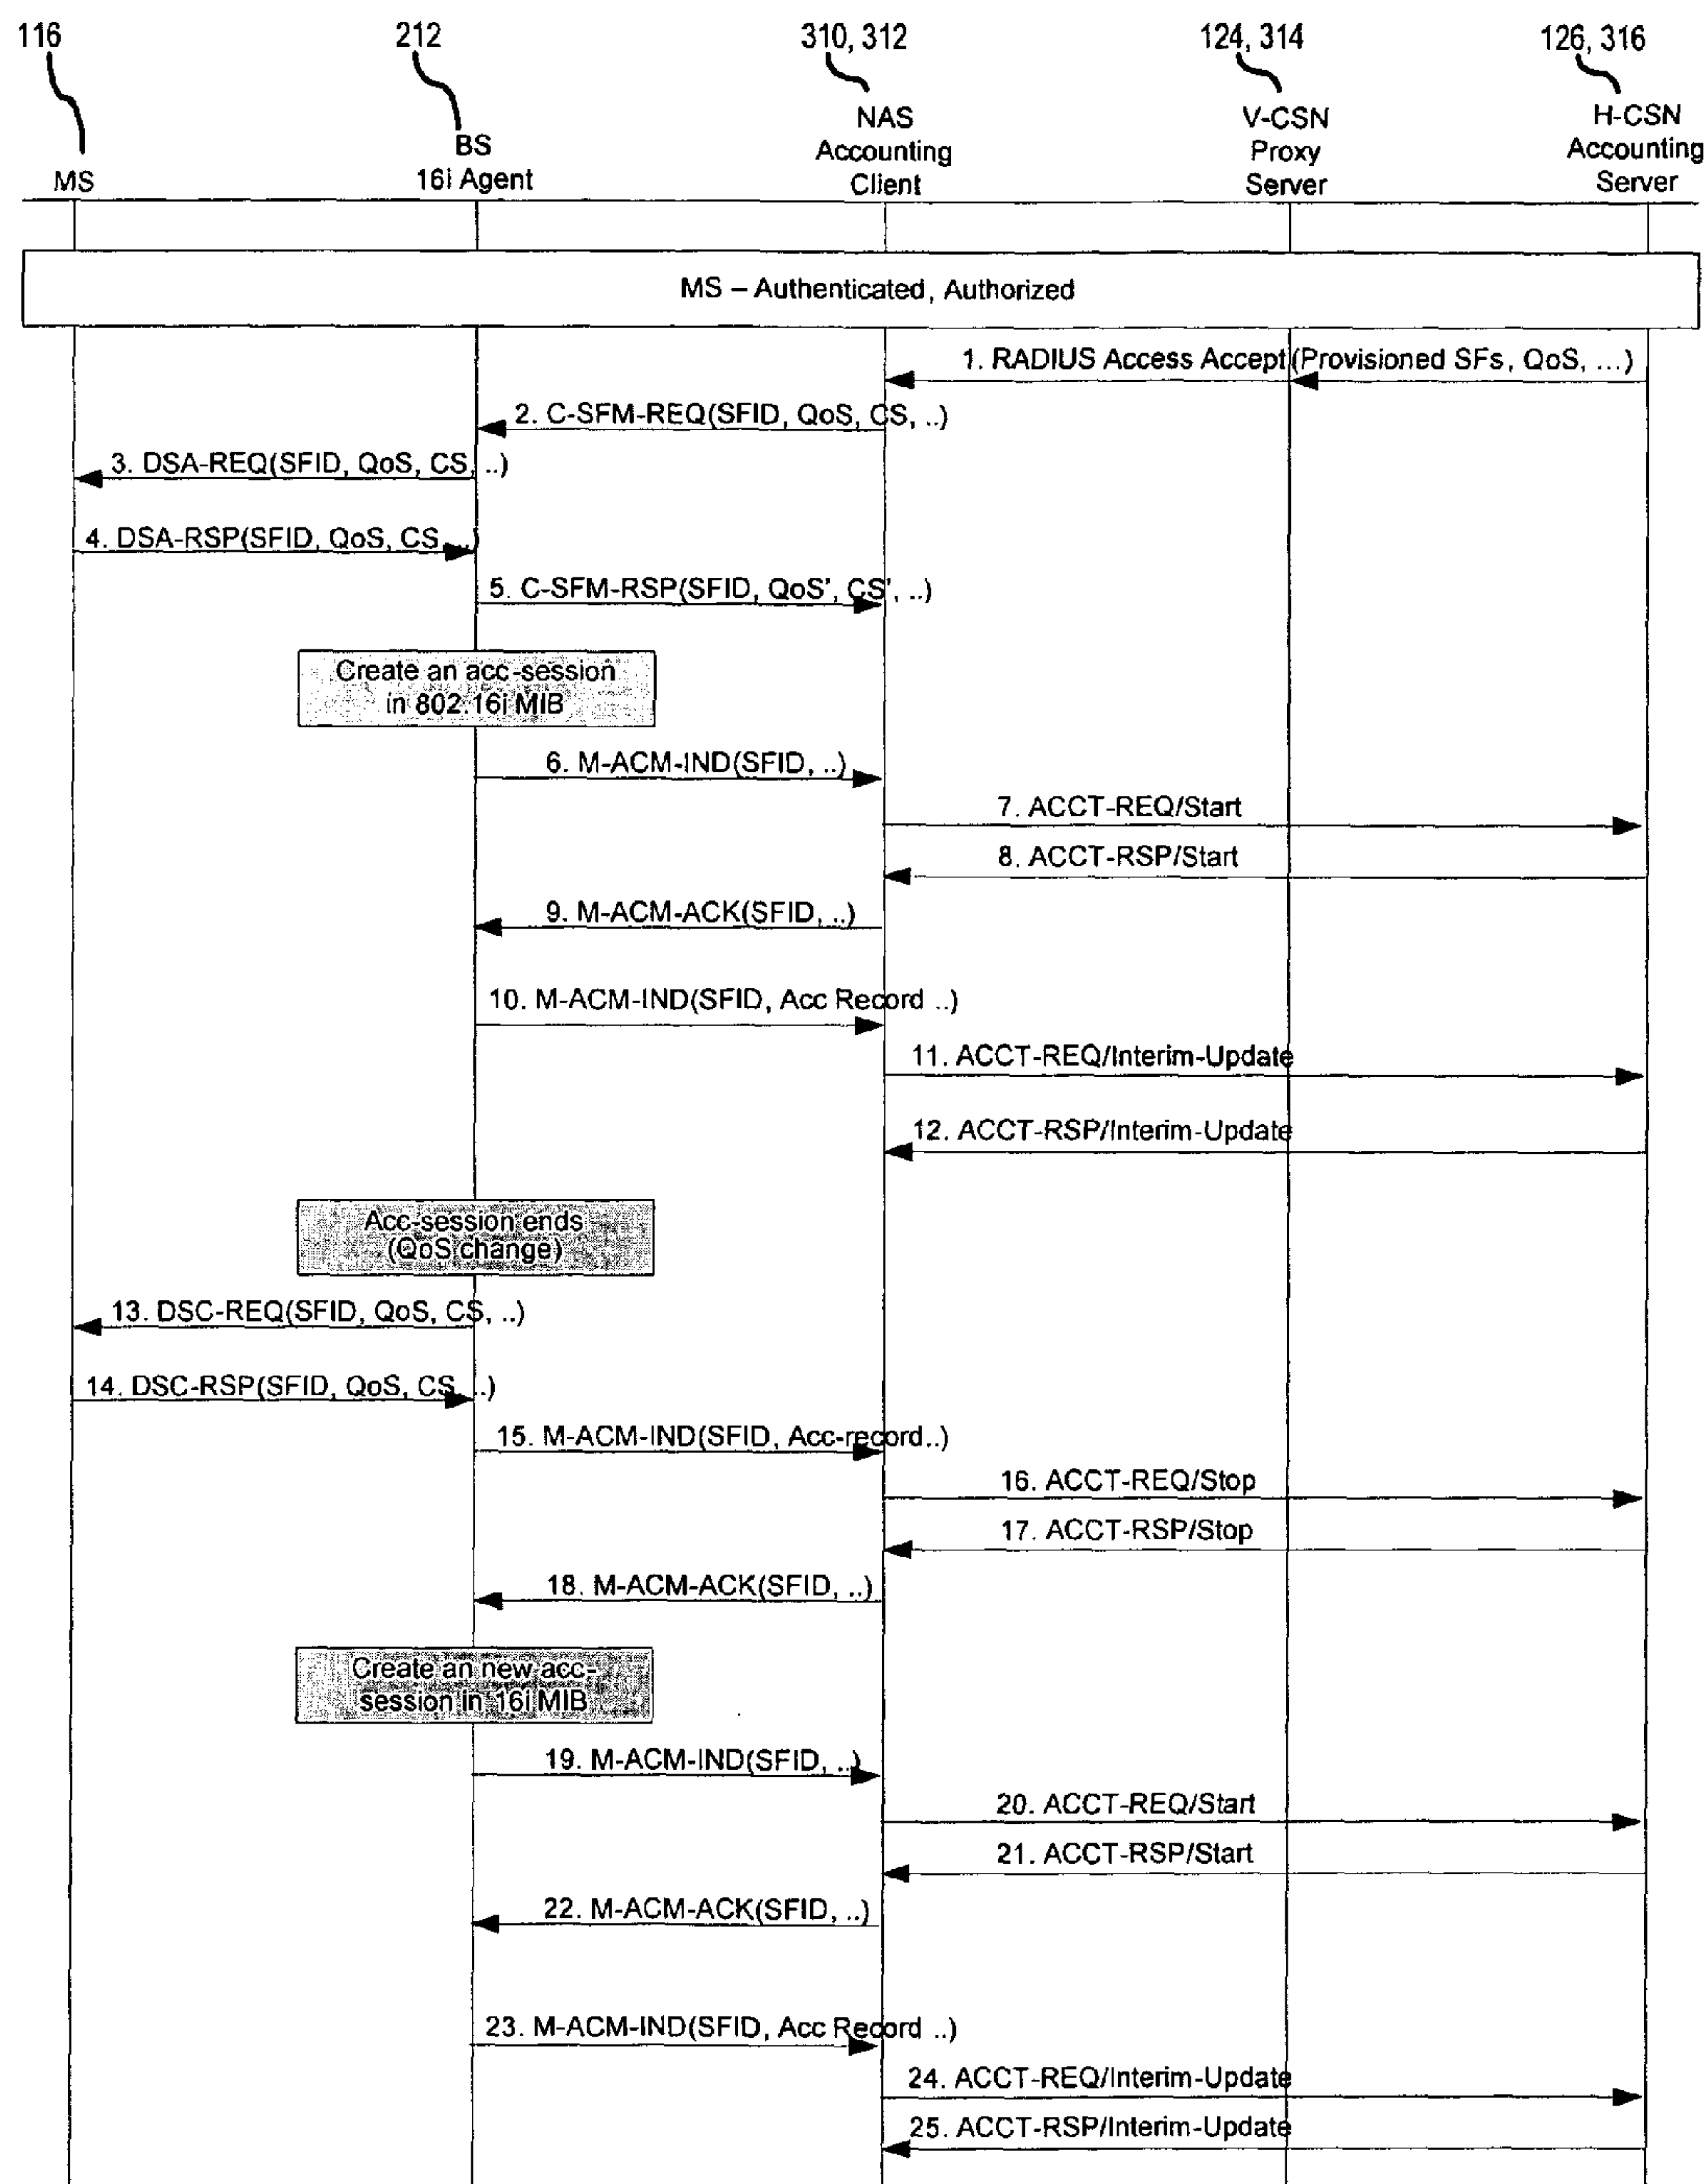 116
212
310, 312
124, 314
126, 316
MS
BS
16i Agent
NAS
Accounting
Client
V-CSN
Proxy
Server
H-CSN
Accounting
Server
MS – Authenticated, Authorized
1. RADIUS Access Accept(Provisioned SFs, QoS, ...)
2. C-SFM-REQ(SFID, QoS, CS, ..)
3. DSA-REQ(SFID, QoS, CS, ..)
4. DSA-RSP(SFID, QoS, CS, ..)
5. C-SFM-RSP(SFID, QoS', CS', ..)
Create an acc-session
in 802.16i MIB
6. M-ACM-IND(SFID, ..)
7. ACCT-REQ/Start
8. ACCT-RSP/Start
9. M-ACM-ACK(SFID, ..)
10. M-ACM-IND(SFID, Acc Record ..)
11. ACCT-REQ/Interim-Update
12. ACCT-RSP/Interim-Update
Acc-session ends
(QoS change)
13. DSC-REQ(SFID, QoS, CS, ..)
14. DSC-RSP(SFID, QoS, CS, ..)
15. M-ACM-IND(SFID, Acc-record..)
16. ACCT-REQ/Stop
17. ACCT-RSP/Stop
18. M-ACM-ACK(SFID, ..)
Create an new acc-
session in 16i MIB
19. M-ACM-IND(SFID, ..)
20. ACCT-REQ/Start
21. ACCT-RSP/Start
22. M-ACM-ACK(SFID, ..)
23. M-ACM-IND(SFID, Acc Record ..)
24. ACCT-REQ/Interim-Update
25. ACCT-RSP/Interim-Update